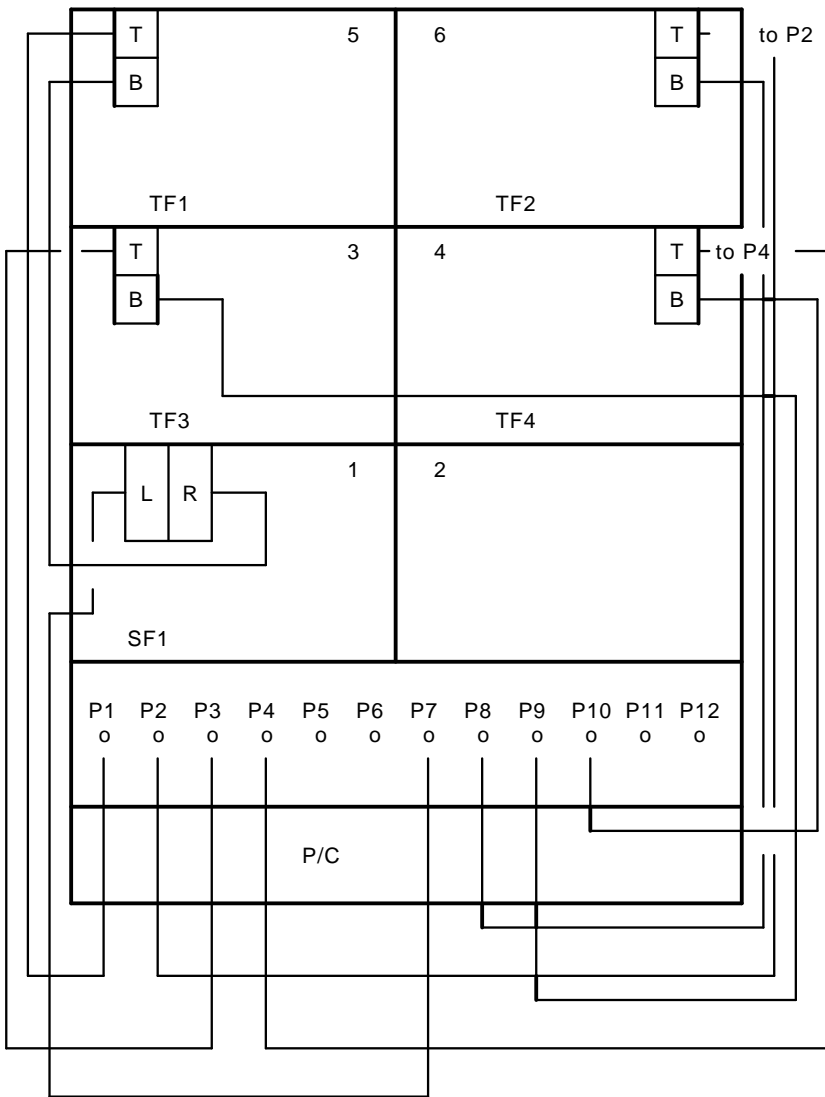 T 5 6 T to P2
B B
TF1 TF2
T 3 4 T to P4
B B
TF3 TF4
1 2
L R
SF1
P1 P2 P3 P4 P5 P6 P7 P8 P9 P10 P11 P12
o o o o o o o o o o o o
P/C